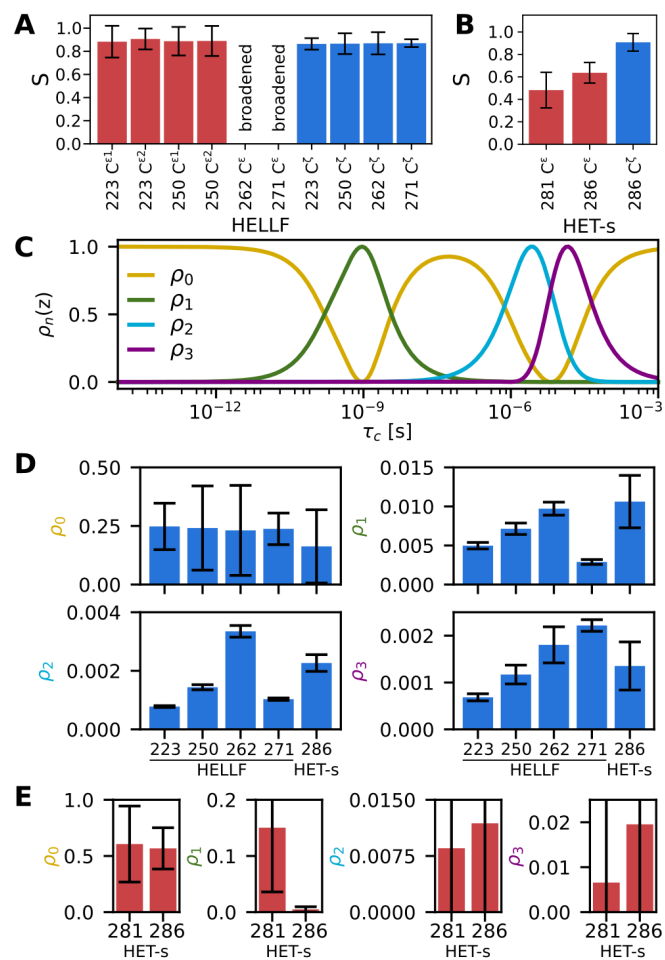 A
S
1.0
0.8
0.6
0.4
0.2
0.0
broadened
broadened
223 Cε1
223 Cε2
250 Cε1
250 Cε2
262 Cε
271 Cε
223 Cζ
250 Cζ
262 Cζ
271 Cζ
HELLF
B
S
1.0
0.8
0.6
0.4
0.2
0.0
281 Cε
286 Cε
286 Cζ
HET-s
C
ρn(z)
1.0
0.5
0.0
ρ0
ρ1
ρ2
ρ3
10−12 10−9 10−6 10−3
τc [s]
D
ρ0
0.50
0.25
0.00
ρ1
0.015
0.010
0.005
0.000
ρ2
0.004
0.002
0.000
223 250 262 271 286
HELLF HET-s
ρ3
0.002
0.001
0.000
223 250 262 271 286
HELLF HET-s
E
ρ0
1.0
0.5
0.0
281 286
HET-s
ρ1
0.2
0.1
0.0
281 286
HET-s
ρ2
0.0150
0.0075
0.0000
281 286
HET-s
ρ3
0.02
0.01
0.00
281 286
HET-s